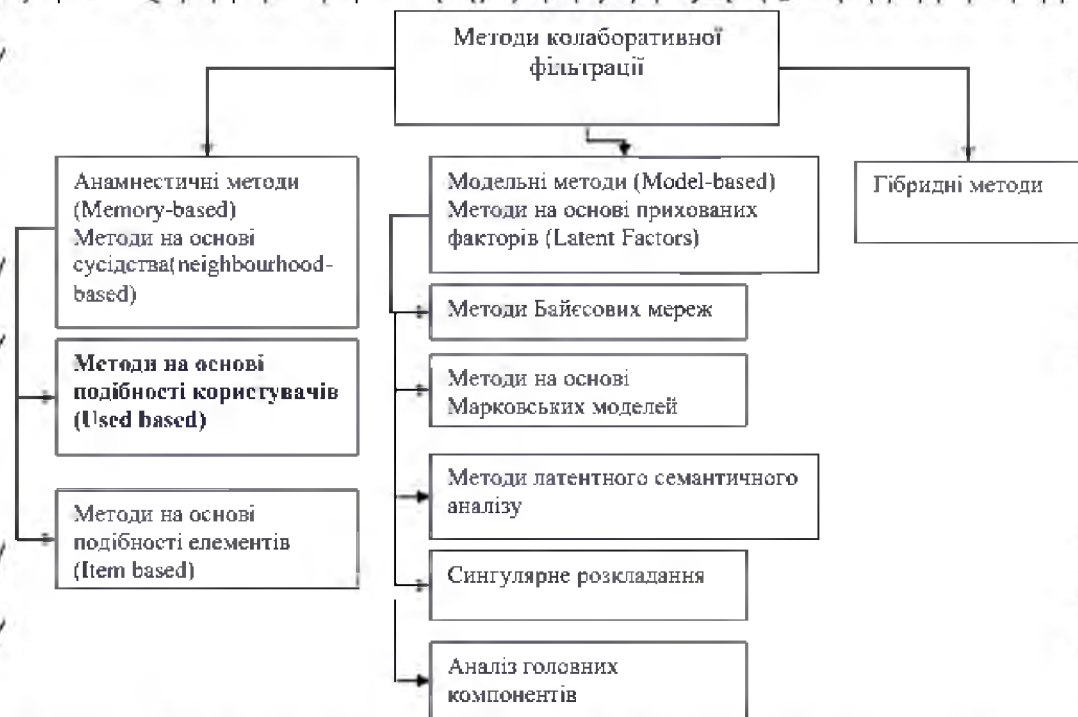 Методи колаборативної
фільтрації
Анамнестичні методи
(Memory-based)
Методи на основі
сусідства(neighbourhood-
based)
Методи на основі
подібності користувачів
(Used based)
Методи на основі
подібності елементів
(Item based)
Модельні методи (Model-based)
Методи на основі прихованих
факторів (Latent Factors)
Методи Байєсових мереж
Методи на основі
Марковських моделей
Методи латентного семантичного
аналізу
Сингулярне розкладання
Аналіз головних
компонентів
Гібридні методи